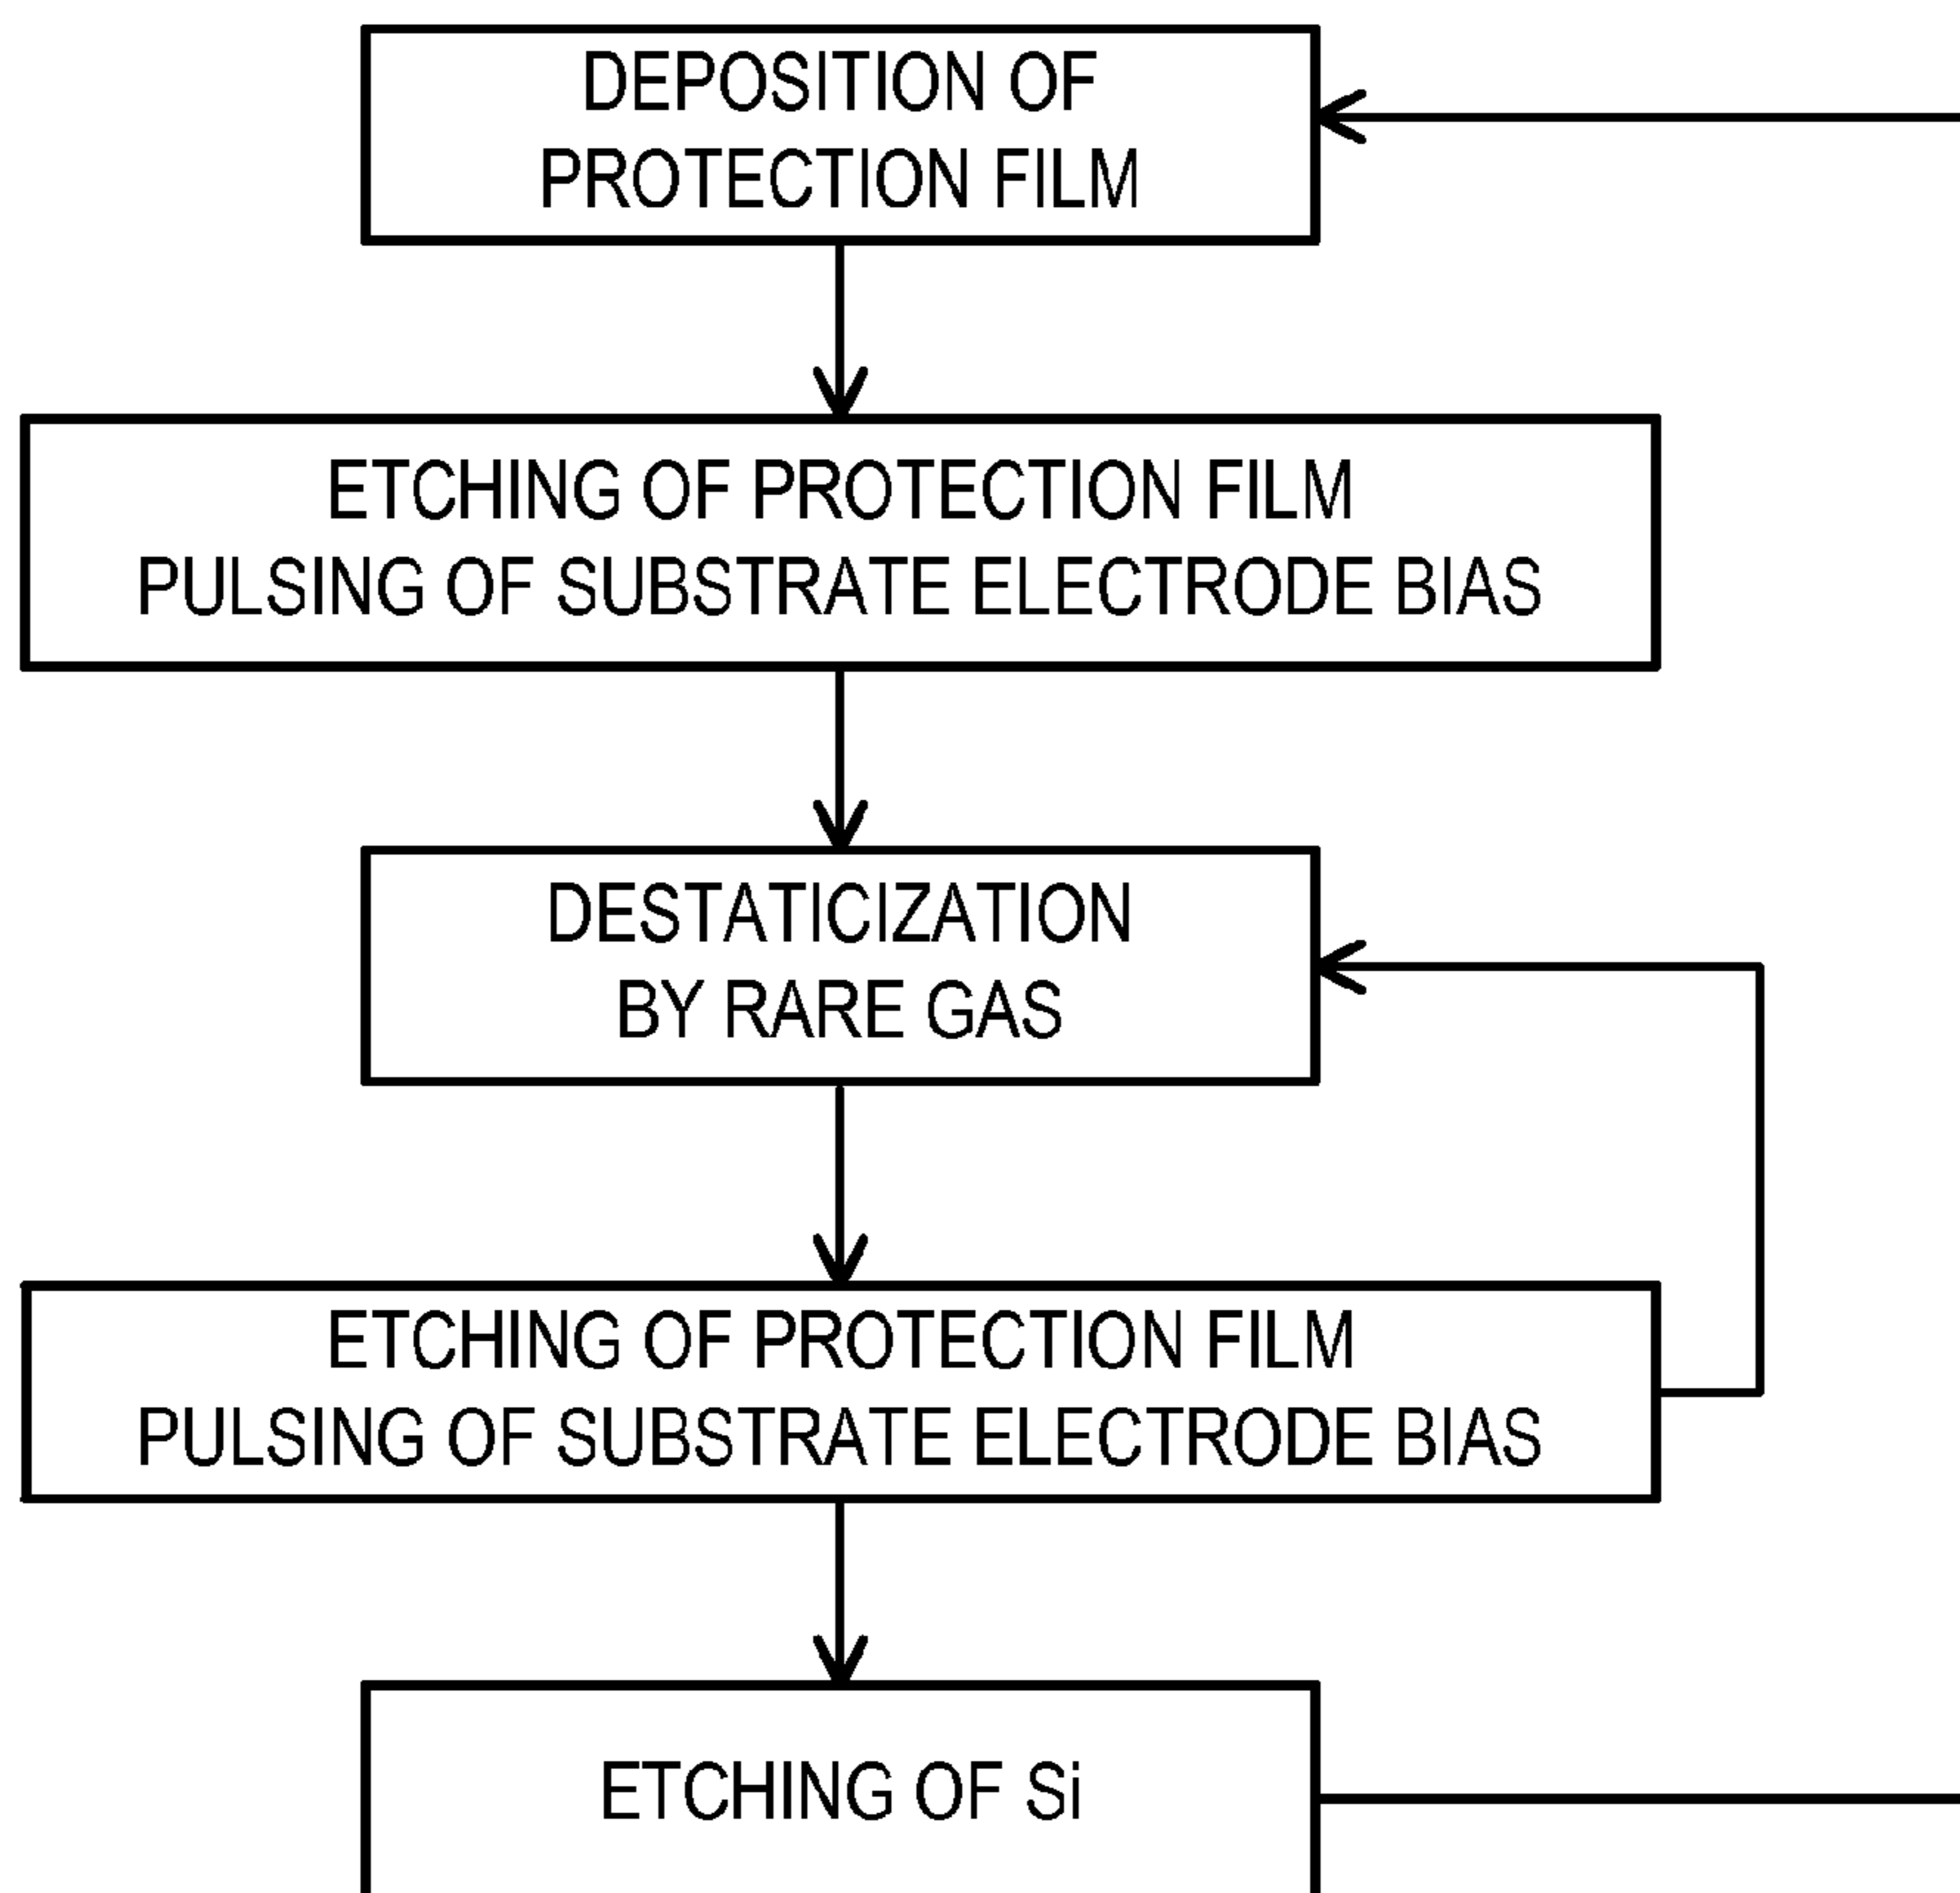 DEPOSITION OF
PROTECTION FILM
ETCHING OF PROTECTION FILM
PULSING OF SUBSTRATE ELECTRODE BIAS
DESTATICIZATION
BY RARE GAS
ETCHING OF PROTECTION FILM
PULSING OF SUBSTRATE ELECTRODE BIAS
ETCHING OF Si